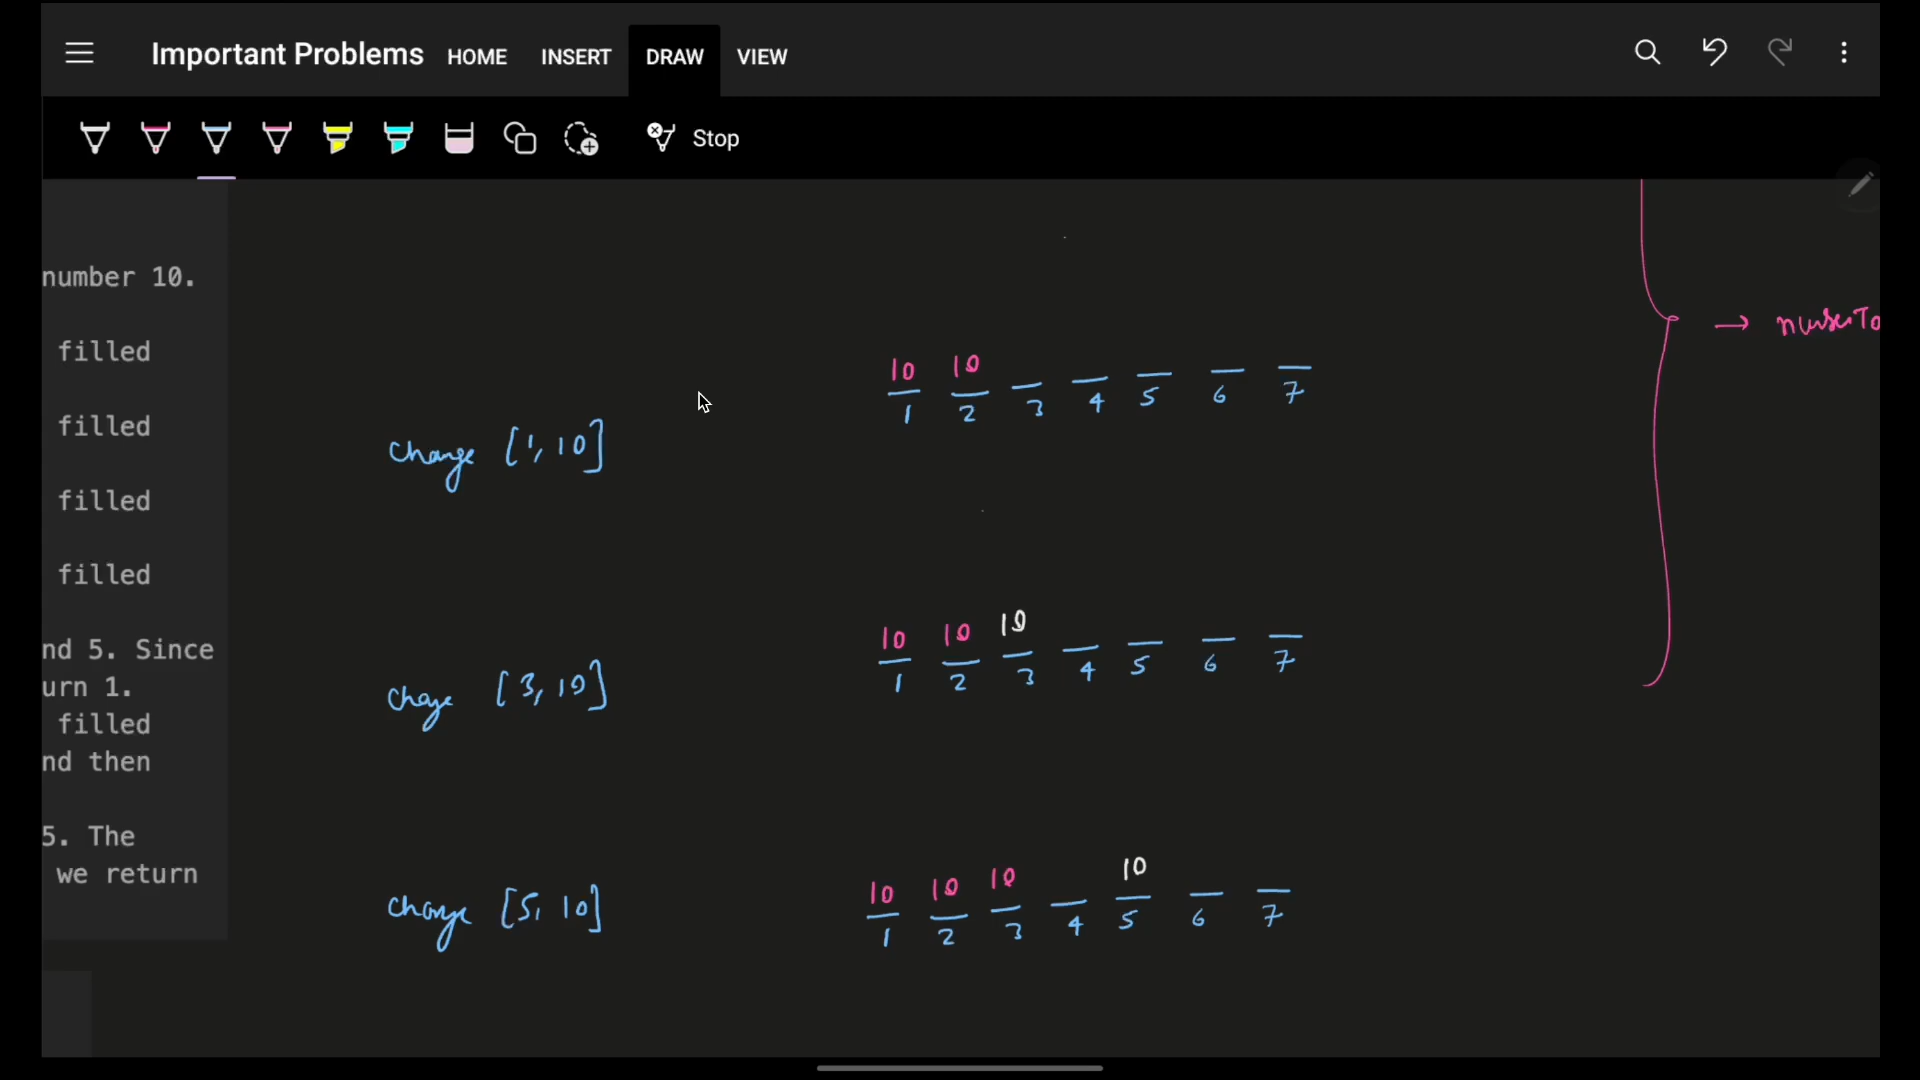 Important Problems HOME INSERT DRAW VIEW
Stop
number 10.
filled
filled
filled
filled
nd 5. Since
urn 1.
filled
nd then
5. The
we return
10 10
1 2 3 4 5 6 7
change [1, 10]
10 10 10
1 2 3 4 5 6 7
change [3, 10]
10 10 10 10
1 2 3 4 5 6 7
change [5, 10]
→